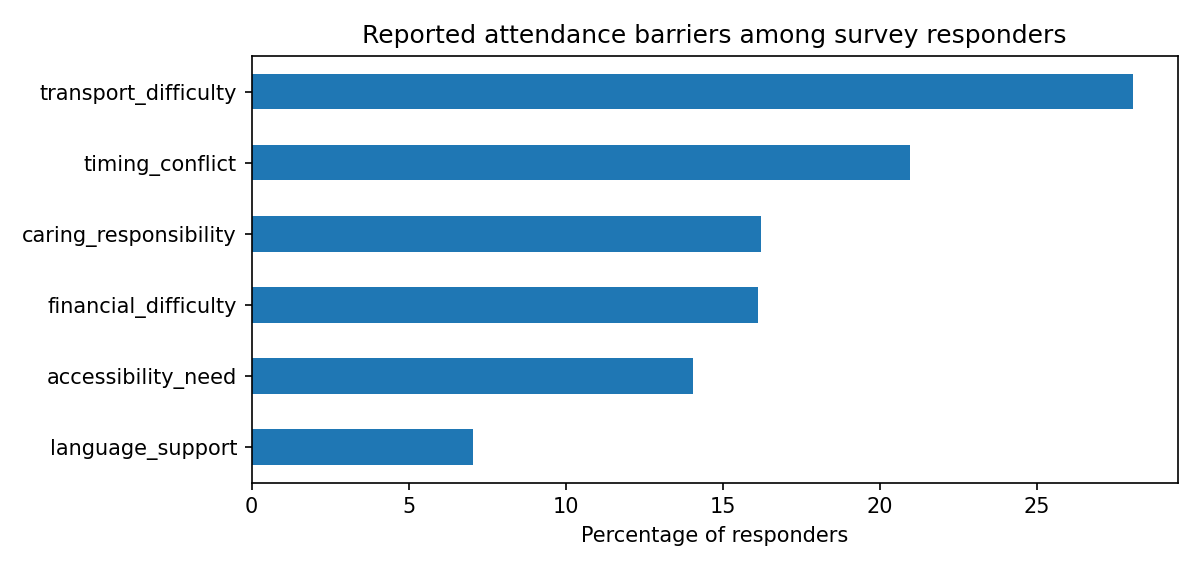 Reported attendance barriers among survey responders
transport_difficulty
timing_conflict
caring_responsibility
financial_difficulty
accessibility_need
language_support
0 5 10 15 20 25
Percentage of responders